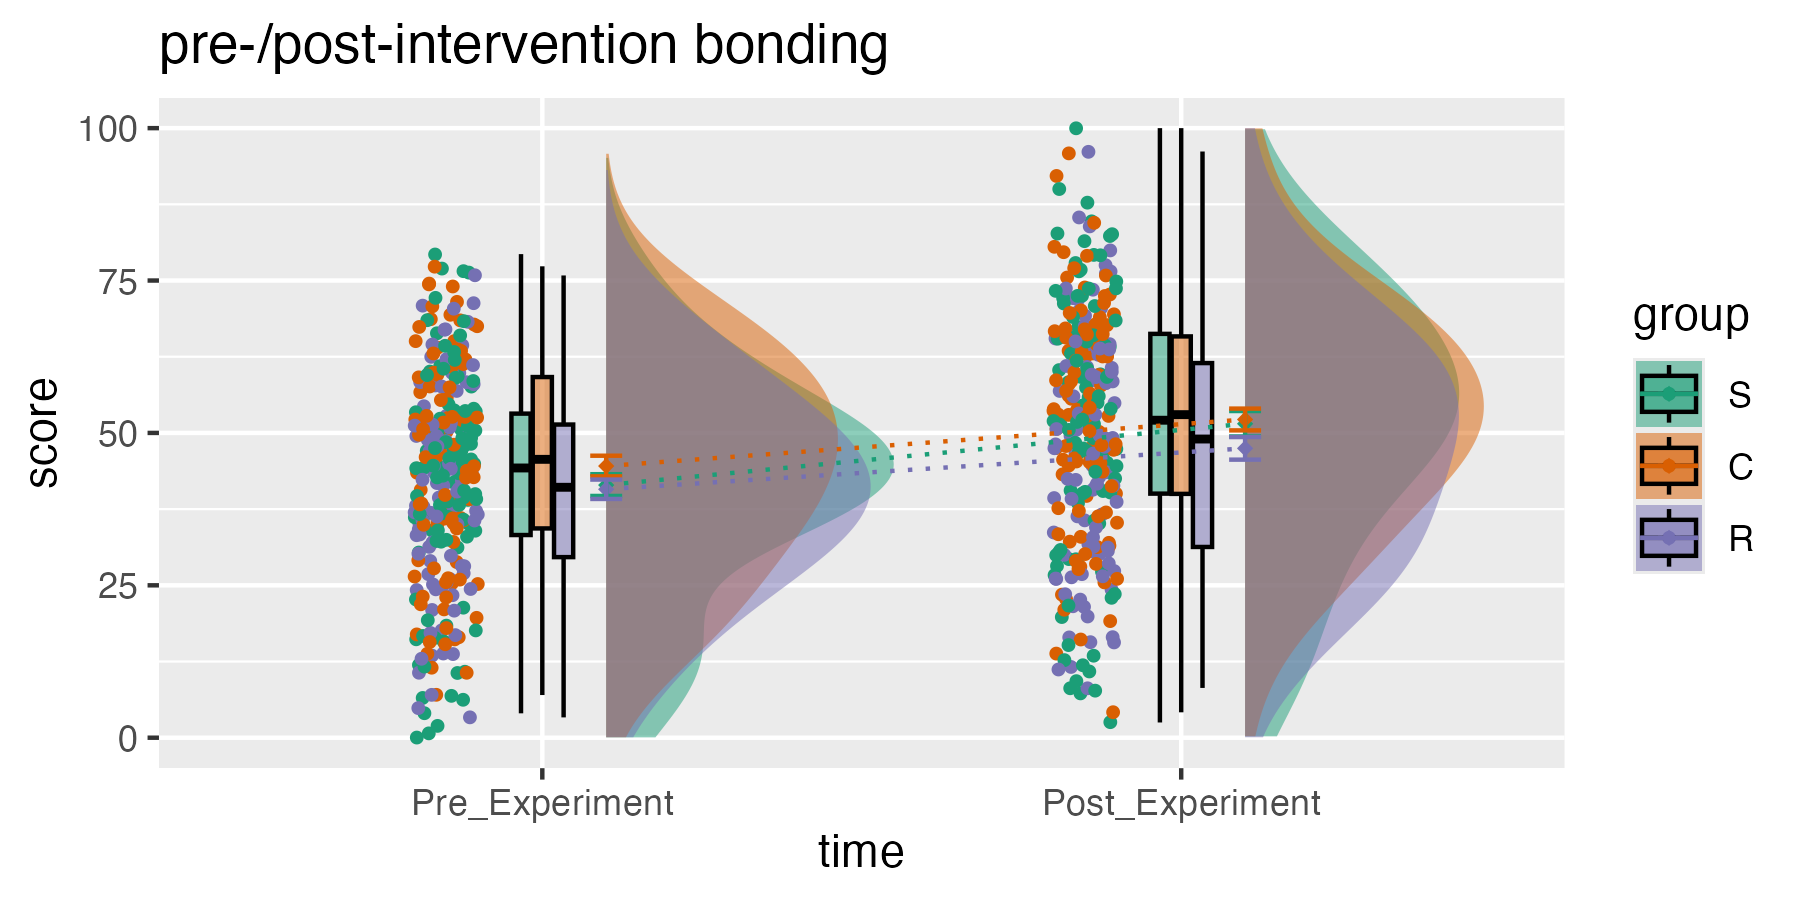 pre-/post-intervention bonding
100
75
50
25
0
score
Pre_Experiment
Post_Experiment
time
group
S
C
R